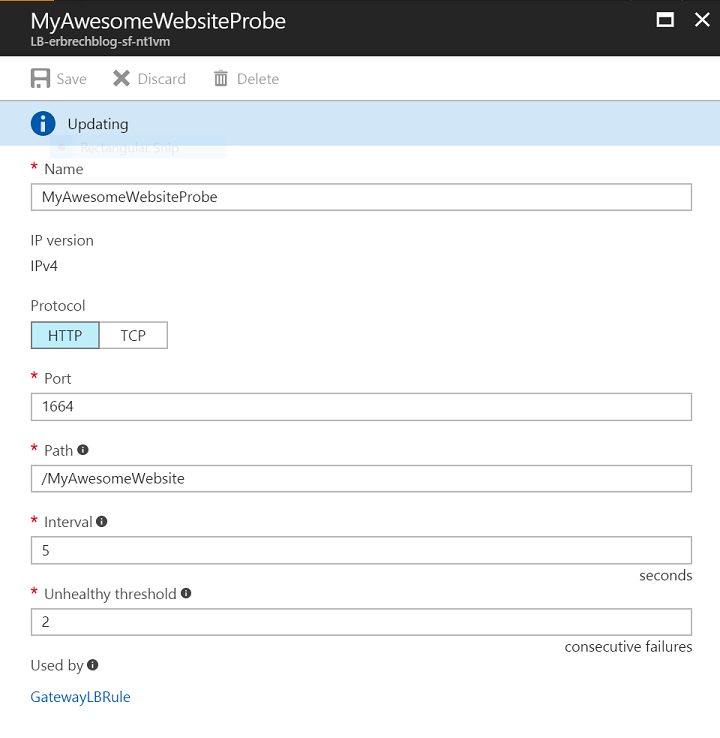 MyAwesomeWebsiteProbe
LB-erbrechblog-sf-nt1vm
Save Discard Delete
Updating
Rectangular Snip
* Name
MyAwesomeWebsiteProbe
IP version
IPv4
Protocol
HTTP TCP
* Port
1664
* Path
/MyAwesomeWebsite
* Interval
5
seconds
* Unhealthy threshold
2
consecutive failures
Used by
GatewayLBRule